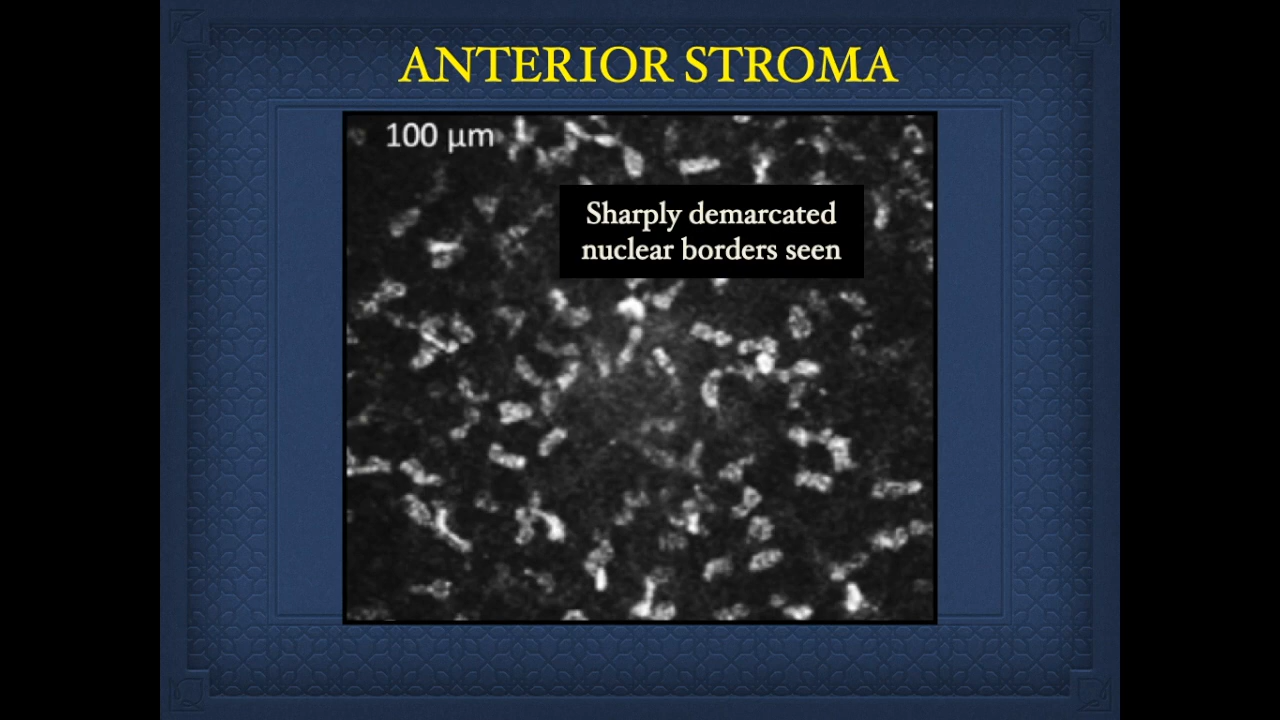 ANTERIOR STROMA
100 µm
Sharply demarcated
nuclear borders seen